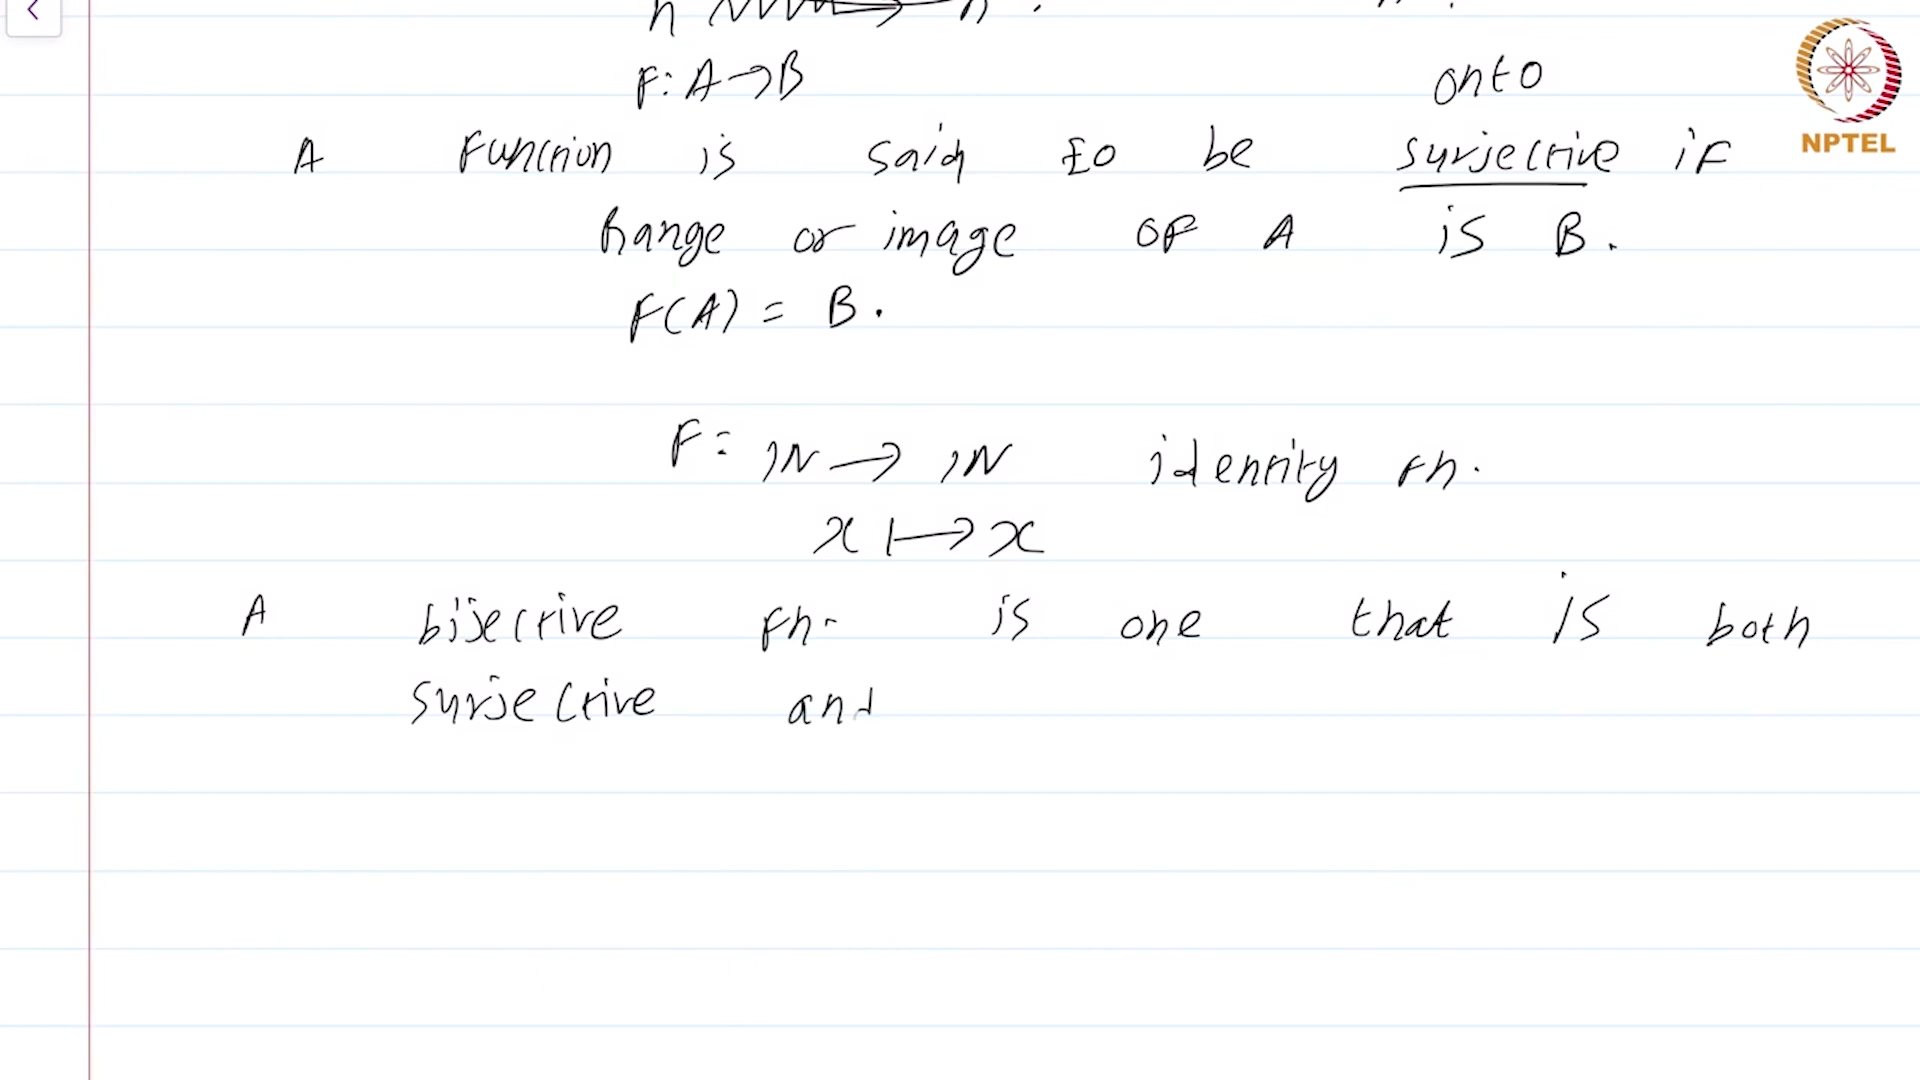 F: A → B
onto
NPTEL
A function is said to be surjective if
Range or image of A is B.
F(A) = B.
F: ℕ → ℕ identity fn.
x ↦ x
A bijective fn. is one that is both
surjective and